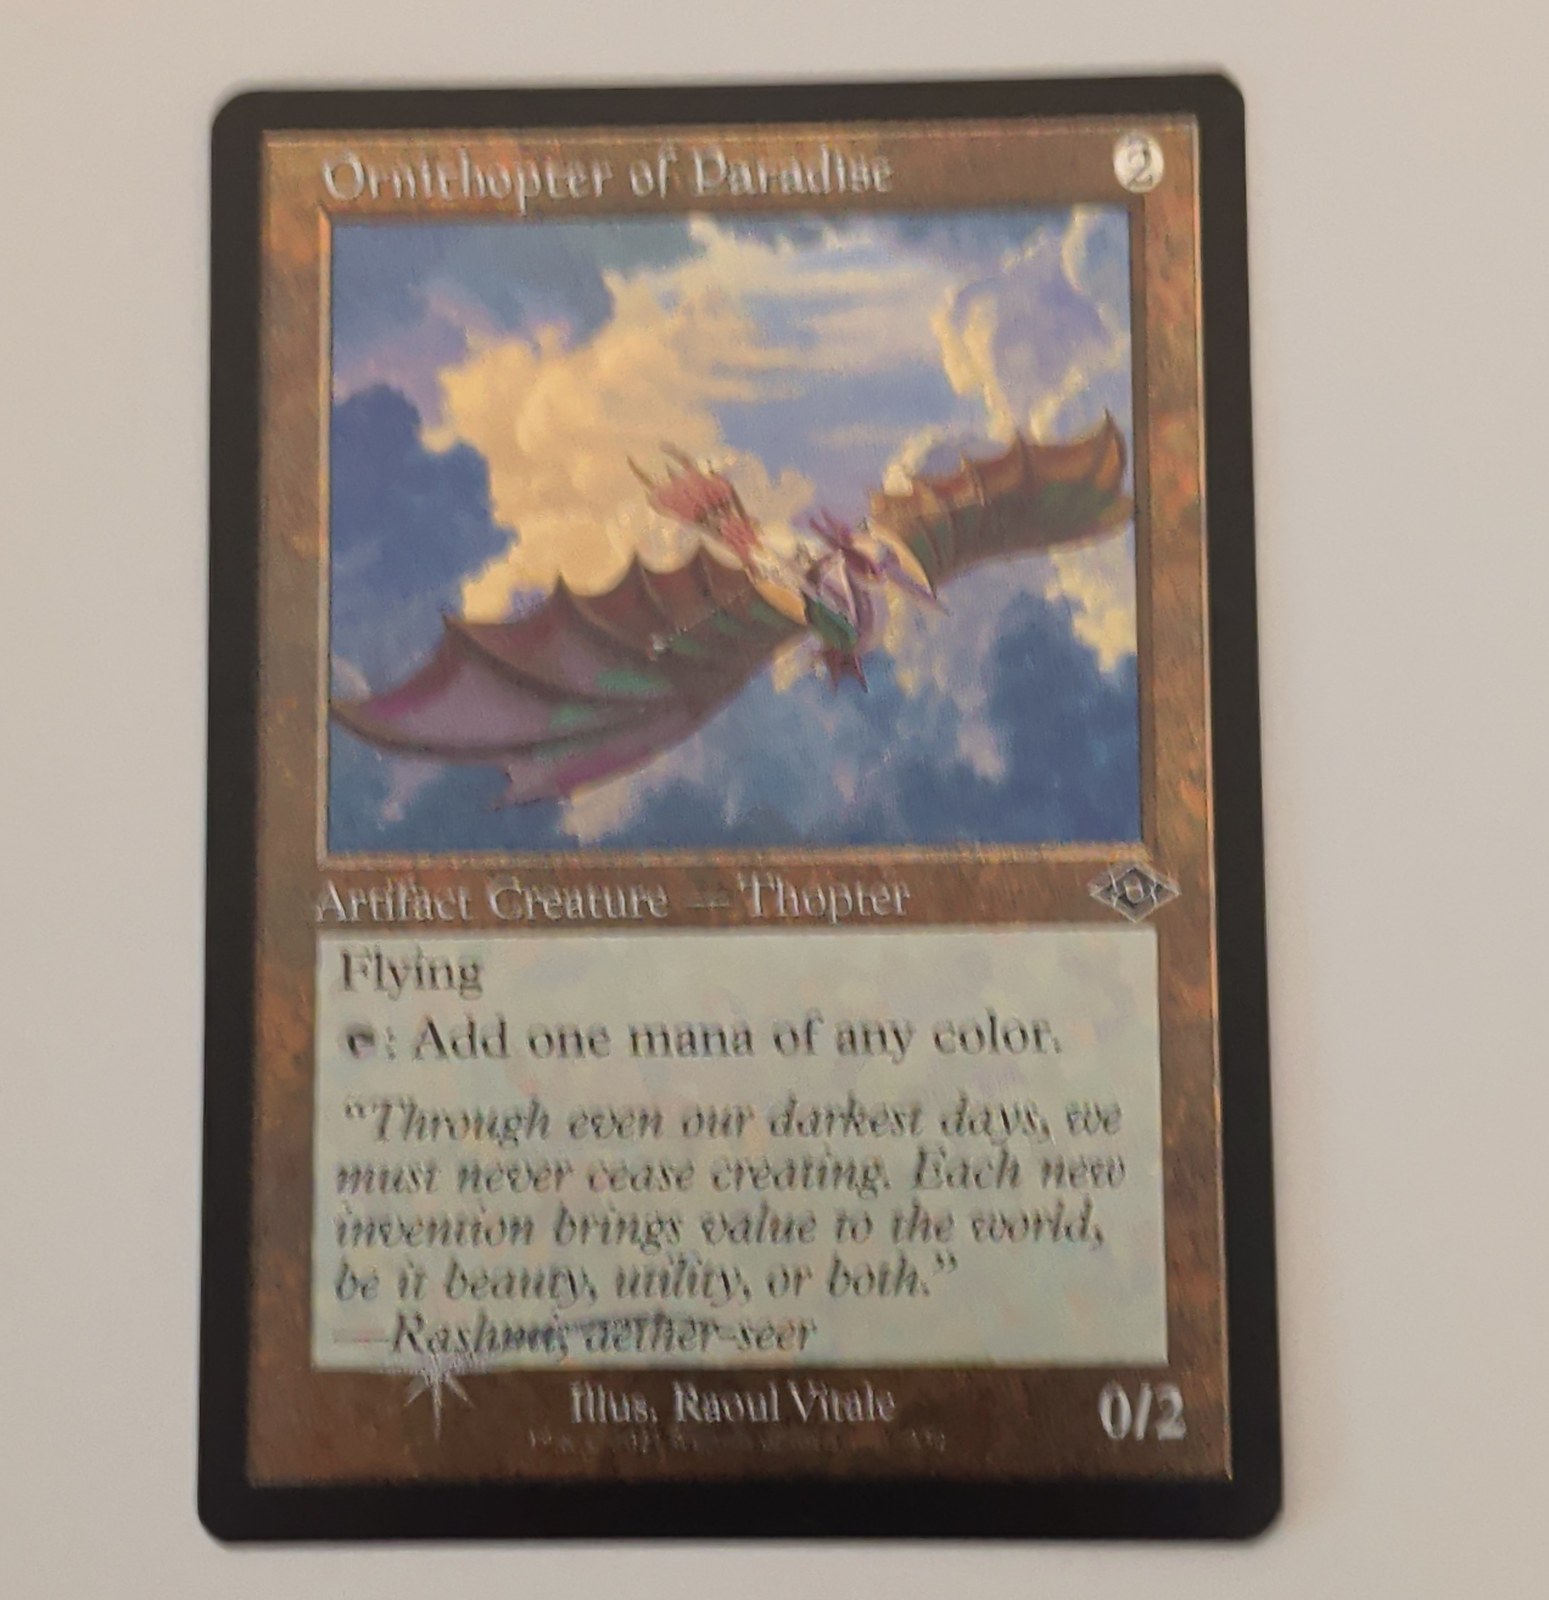 Ornithopter of Paradise
2
Artifact Creature — Thopter
Flying
: Add one mana of any color.
"Through even our darkest days, we
must never cease creating. Each new
invention brings value to the world,
be it beauty, utility, or both."
—Rashmi, aether-seer
Illus. Raoul Vitale
0/2